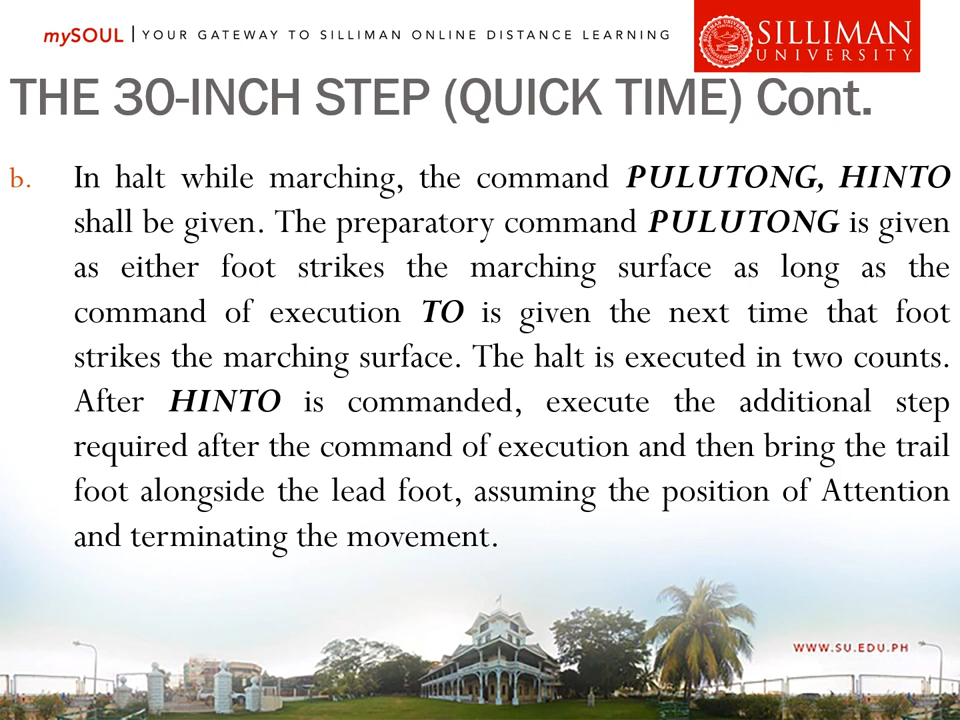 mySOUL | YOUR GATEWAY TO SILLIMAN ONLINE DISTANCE LEARNING
SILLIMAN
UNIVERSITY
THE 30-INCH STEP (QUICK TIME) Cont.
b. In halt while marching, the command PULUTONG, HINTO
shall be given. The preparatory command PULUTONG is given
as either foot strikes the marching surface as long as the
command of execution TO is given the next time that foot
strikes the marching surface. The halt is executed in two counts.
After HINTO is commanded, execute the additional step
required after the command of execution and then bring the trail
foot alongside the lead foot, assuming the position of Attention
and terminating the movement.
WWW.SU.EDU.PH